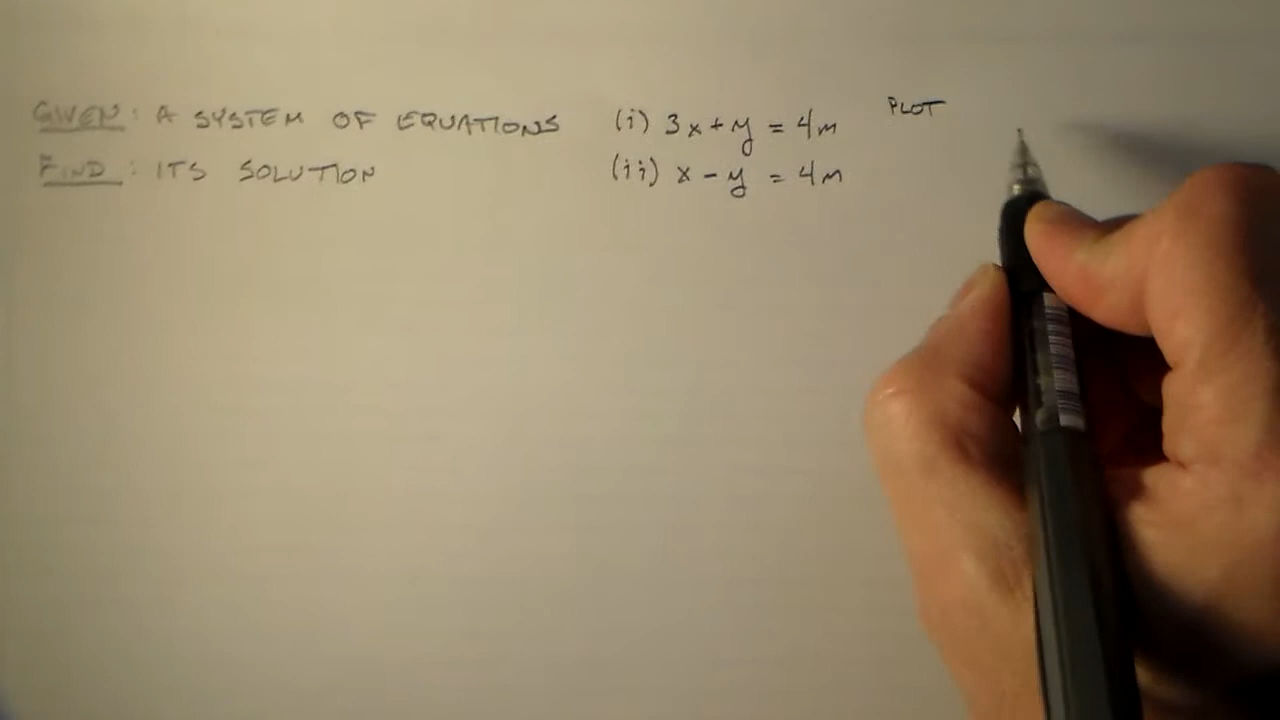 GIVEN: A SYSTEM OF EQUATIONS (i) 3x+y = 4m PLOT
FIND: ITS SOLUTION (ii) x-y = 4m